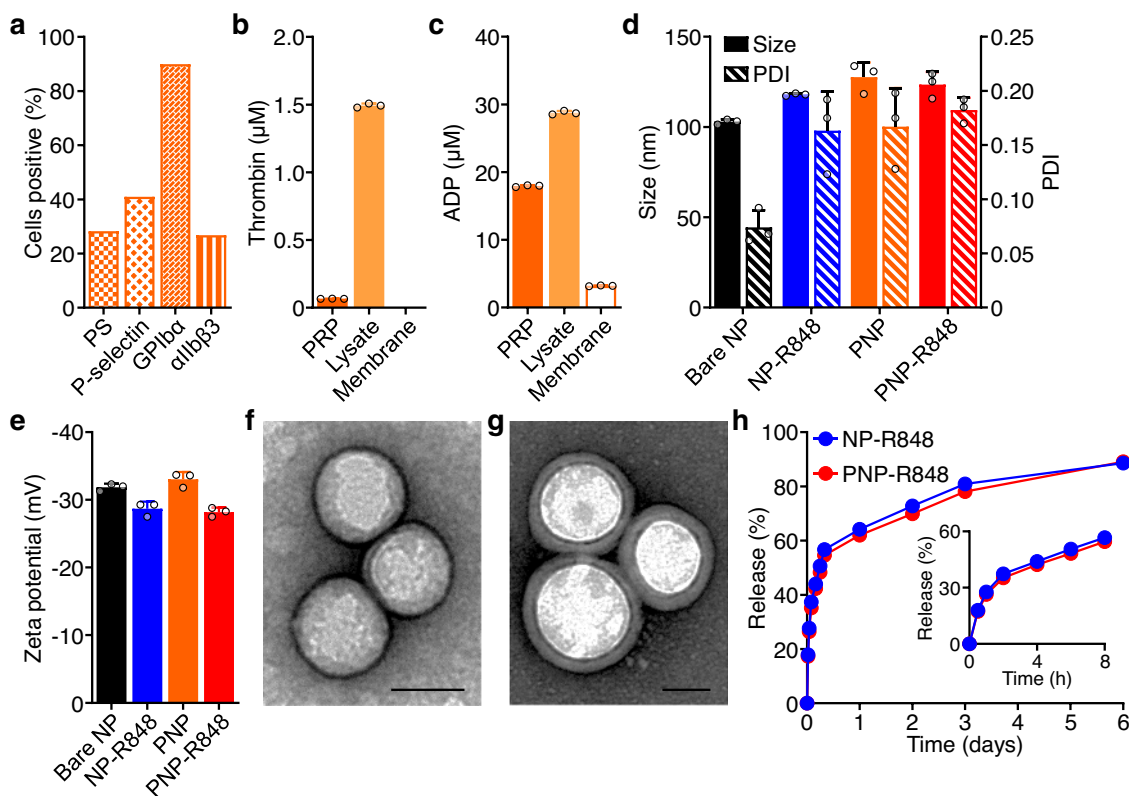 a
Cells positive (%)
100
80
60
40
20
0
PS
P-selectin
GPIbα
αIIbβ3
b
Thrombin (µM)
2.0
1.5
1.0
0.5
0.0
PRP
Lysate
Membrane
c
ADP (µM)
40
30
20
10
0
PRP
Lysate
Membrane
d
Size (nm)
150
100
50
0
Size
PDI
0.25
0.20
0.15
0.10
0.05
0
PDI
Bare NP
NP-R848
PNP
PNP-R848
e
Zeta potential (mV)
-40
-30
-20
-10
0
Bare NP
NP-R848
PNP
PNP-R848
f
g
h
Release (%)
100
80
60
40
20
0
NP-R848
PNP-R848
0
1
2
3
4
5
6
Time (days)
Release (%)
60
30
0
0
4
8
Time (h)